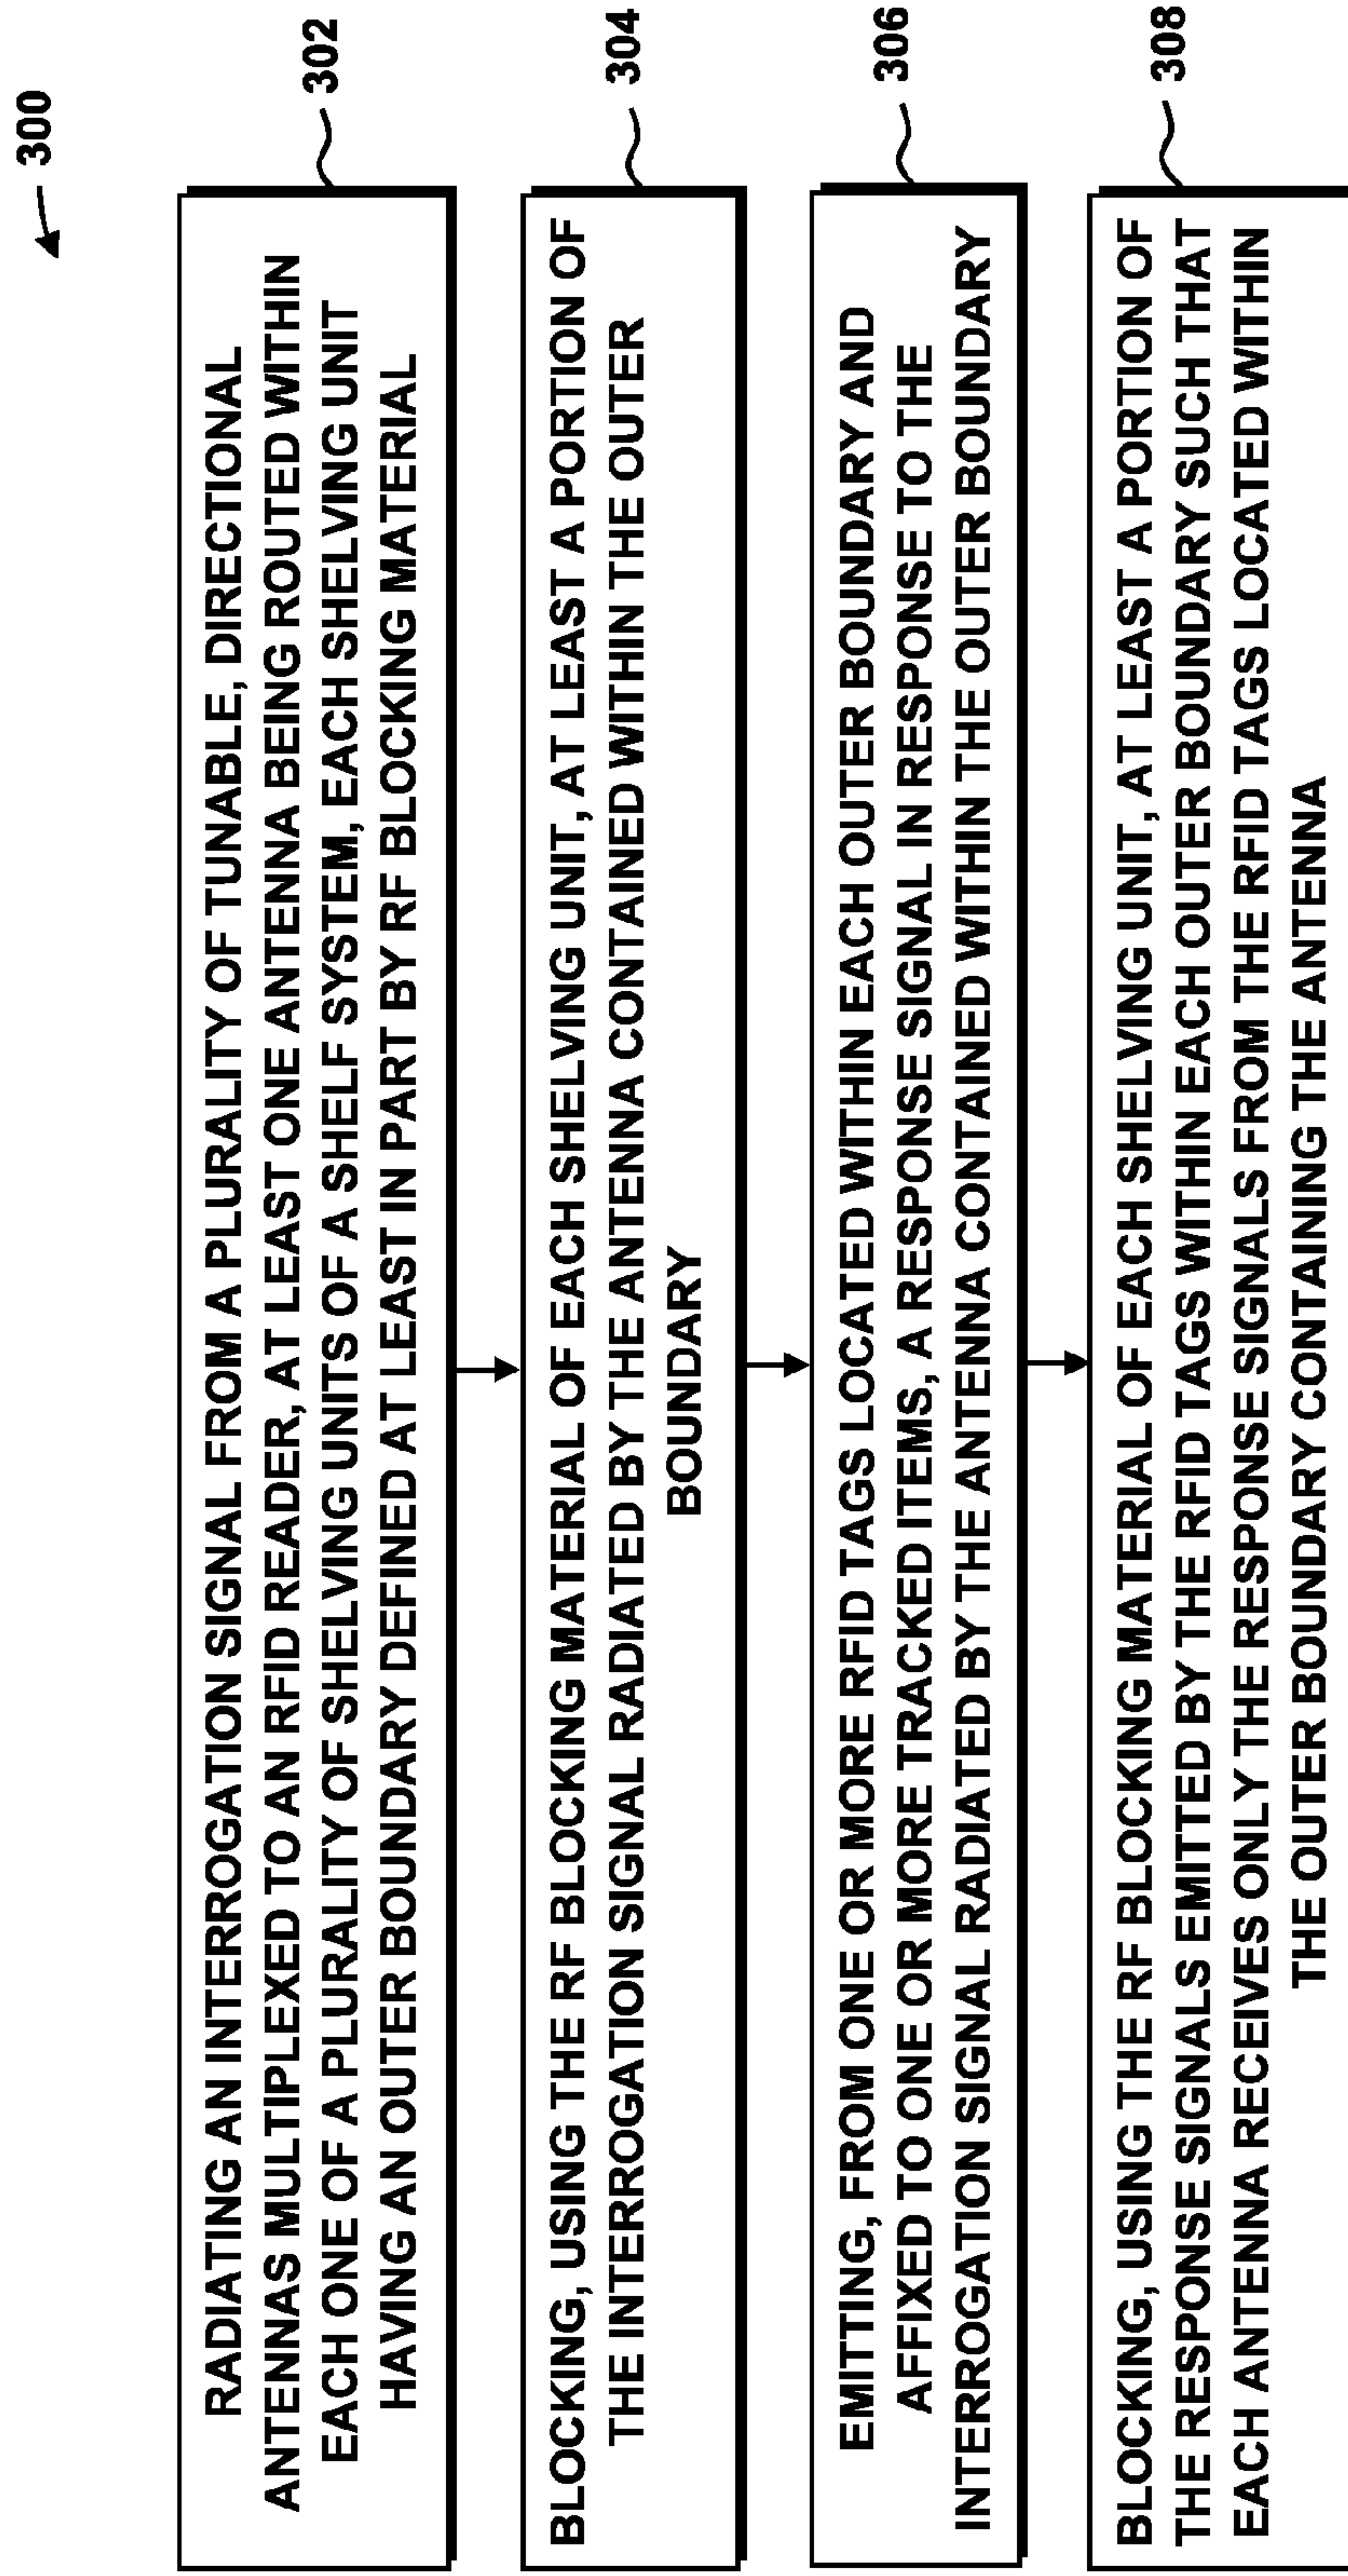 300
RADIATING AN INTERROGATION SIGNAL FROM A PLURALITY OF TUNABLE, DIRECTIONAL
ANTENNAS MULTIPLEXED TO AN RFID READER, AT LEAST ONE ANTENNA BEING ROUTED WITHIN
EACH ONE OF A PLURALITY OF SHELVING UNITS OF A SHELF SYSTEM, EACH SHELVING UNIT
HAVING AN OUTER BOUNDARY DEFINED AT LEAST IN PART BY RF BLOCKING MATERIAL
302
BLOCKING, USING THE RF BLOCKING MATERIAL OF EACH SHELVING UNIT, AT LEAST A PORTION OF
THE INTERROGATION SIGNAL RADIATED BY THE ANTENNA CONTAINED WITHIN THE OUTER
BOUNDARY
304
EMITTING, FROM ONE OR MORE RFID TAGS LOCATED WITHIN EACH OUTER BOUNDARY AND
AFFIXED TO ONE OR MORE TRACKED ITEMS, A RESPONSE SIGNAL IN RESPONSE TO THE
INTERROGATION SIGNAL RADIATED BY THE ANTENNA CONTAINED WITHIN THE OUTER BOUNDARY
306
BLOCKING, USING THE RF BLOCKING MATERIAL OF EACH SHELVING UNIT, AT LEAST A PORTION OF
THE RESPONSE SIGNALS EMITTED BY THE RFID TAGS WITHIN EACH OUTER BOUNDARY SUCH THAT
EACH ANTENNA RECEIVES ONLY THE RESPONSE SIGNALS FROM THE RFID TAGS LOCATED WITHIN
THE OUTER BOUNDARY CONTAINING THE ANTENNA
308